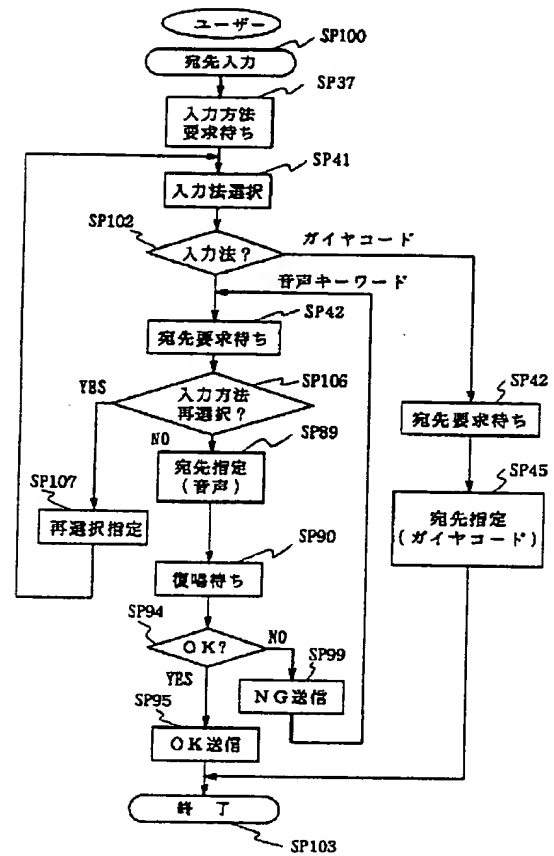 ユーザー
SP100
宛先入力
SP37
入力方法
要求待ち
SP41
入力法選択
SP102
入力法?
ガイヤコード
音声キーワード
SP42
宛先要求待ち
SP106
YES
入力方法
再選択?
SP42
宛先要求待ち
NO
SP89
宛先指定
(音声)
SP107
再選択指定
SP45
宛先指定
(ガイヤコード)
SP90
復唱待ち
SP94
OK?
NO
SP99
NG送信
YES
SP95
OK送信
終 了
SP103